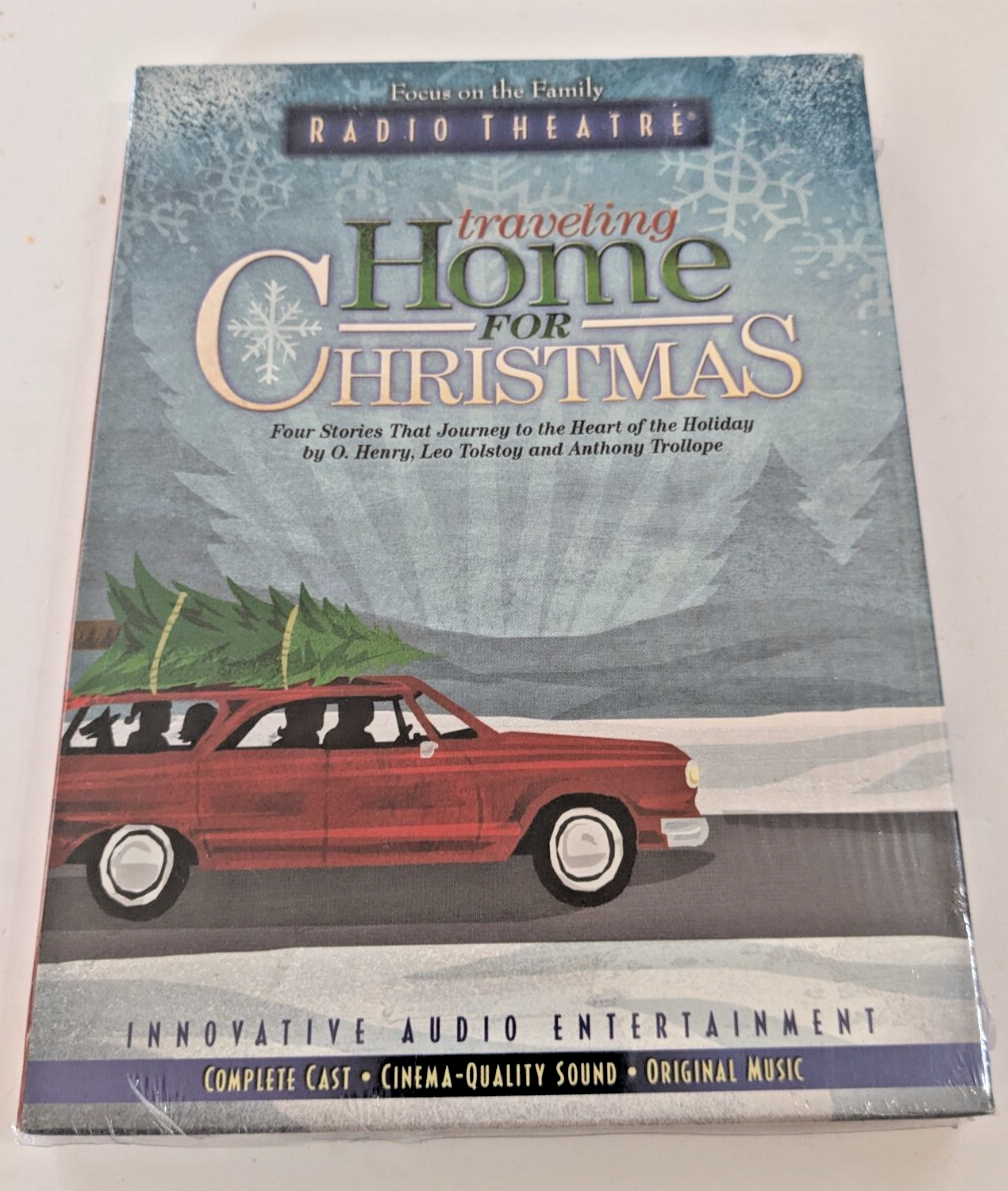 Focus on the Family
RADIO THEATRE®
traveling
Home
FOR
CHRISTMAS
Four Stories That Journey to the Heart of the Holiday
by O. Henry, Leo Tolstoy and Anthony Trollope
INNOVATIVE AUDIO ENTERTAINMENT
COMPLETE CAST • CINEMA-QUALITY SOUND • ORIGINAL MUSIC